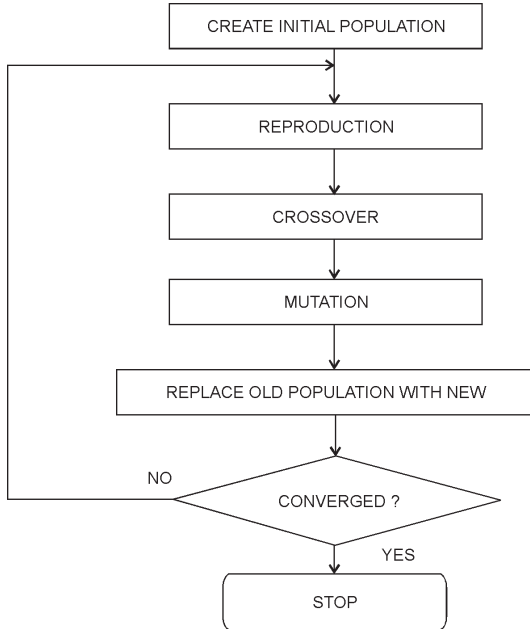 CREATE INITIAL POPULATION
REPRODUCTION
CROSSOVER
MUTATION
REPLACE OLD POPULATION WITH NEW
NO
CONVERGED ?
YES
STOP